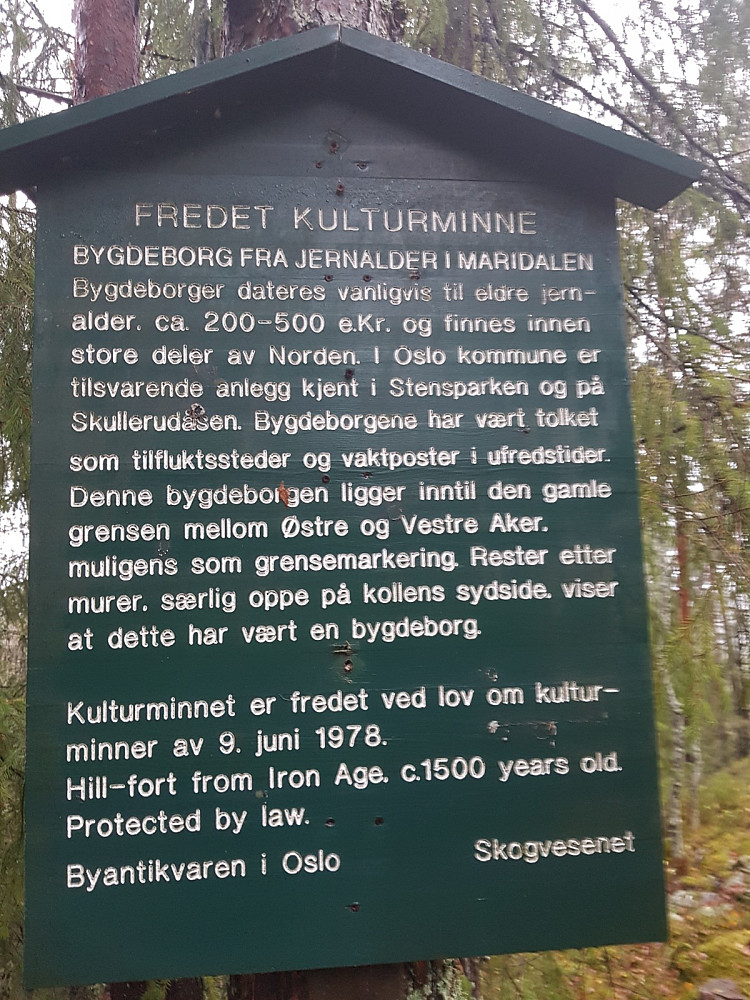 FREDET KULTURMINNE
BYGDEBORG FRA JERNALDER I MARIDALEN
Bygdeborger dateres vanligvis til eldre jern-
alder. ca. 200-500 e.Kr. og finnes innen
store deler av Norden. I Oslo kommune er
tilsvarende anlegg kjent i Stensparken og på
Skullerudåsen. Bygdeborgene har vært tolket
som tilfluktssteder og vaktposter i ufredstider.
Denne bygdeborgen ligger inntil den gamle
grensen mellom Østre og Vestre Aker.
muligens som grensemarkering. Rester etter
murer. særlig oppe på kollens sydside. viser
at dette har vært en bygdeborg.
Kulturminnet er fredet ved lov om kultur-
minner av 9. juni 1978.
Hill-fort from Iron Age. c.1500 years old.
Protected by law.
Byantikvaren i Oslo
Skogvesenet